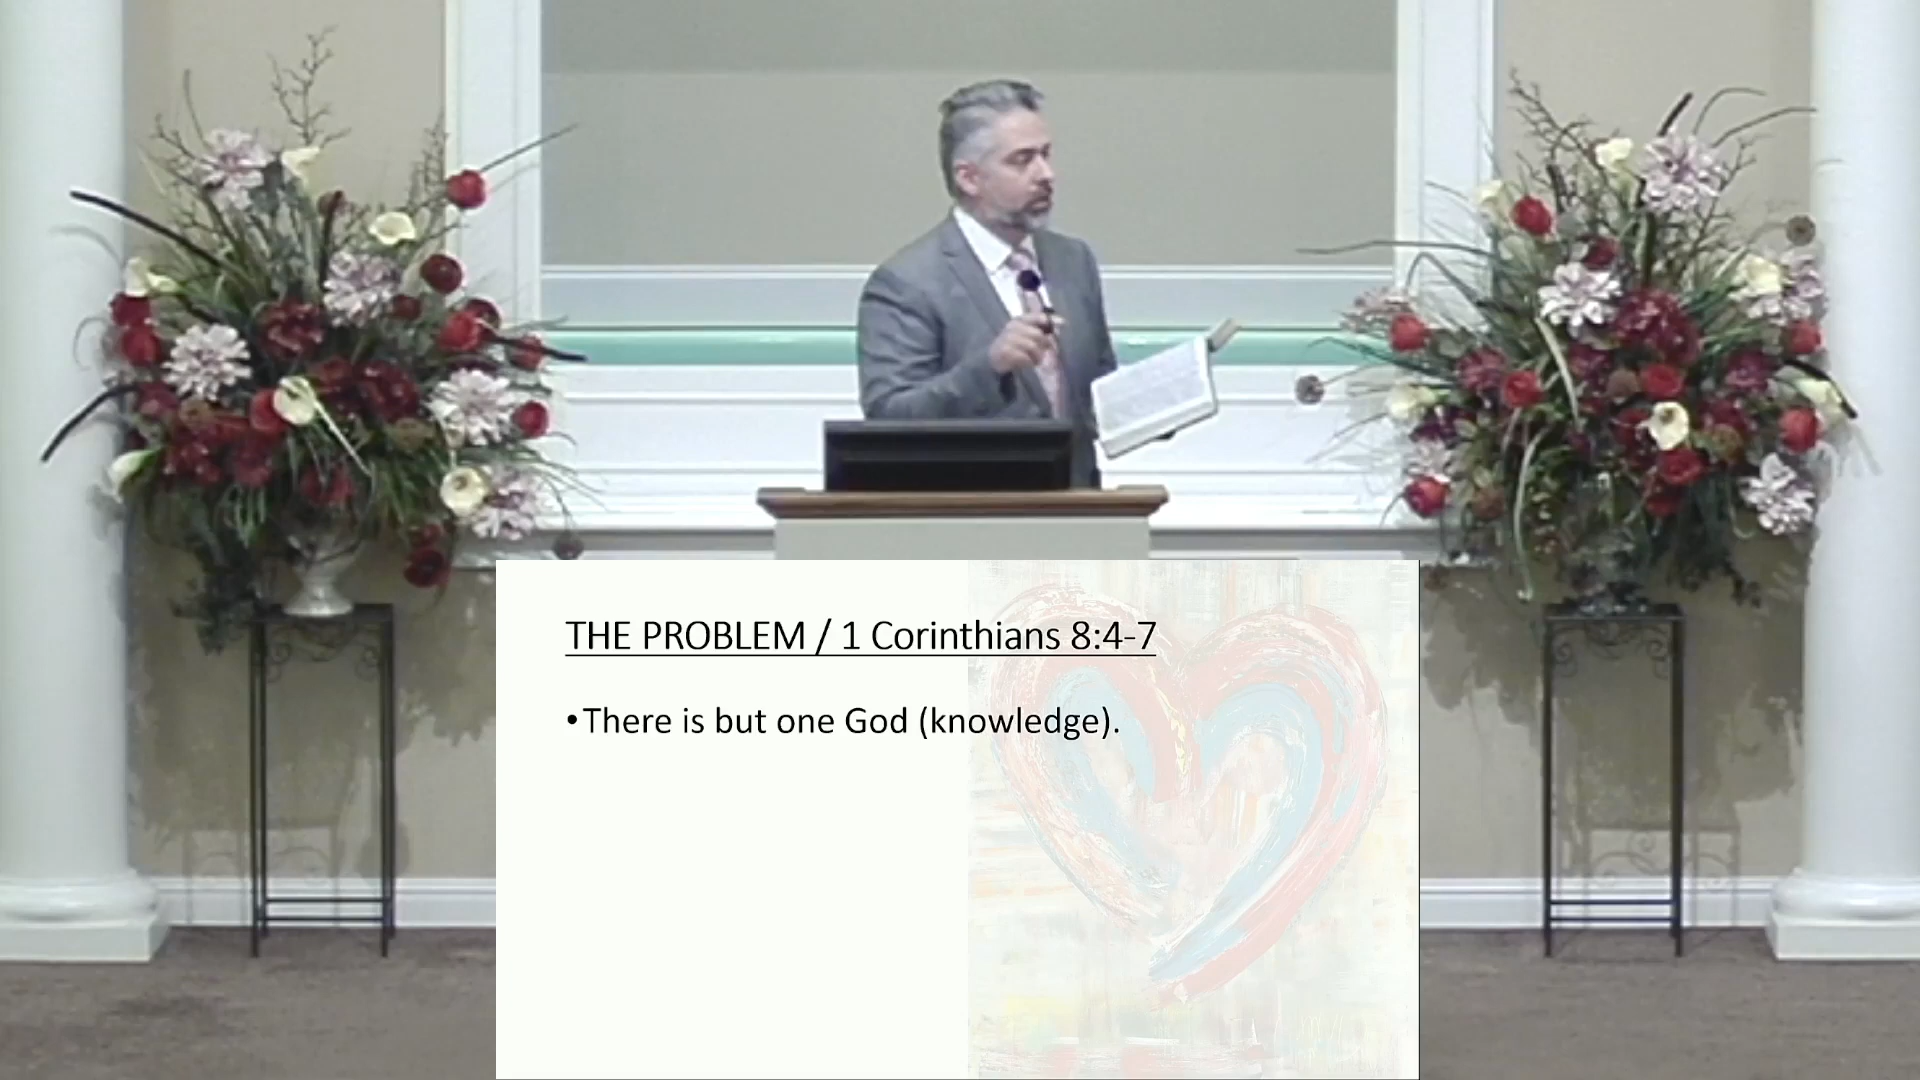 THE PROBLEM / 1 Corinthians 8:4-7
•There is but one God (knowledge).